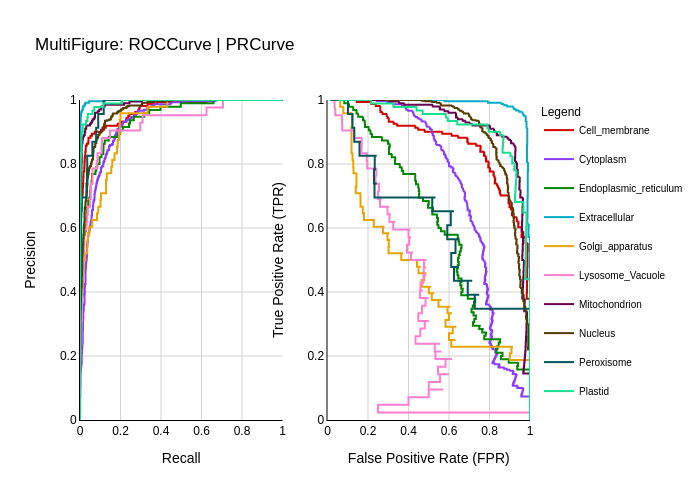 MultiFigure: ROCCurve | PRCurve
Precision
1
0.8
0.6
0.4
0.2
0
0 0.2 0.4 0.6 0.8 1
Recall
True Positive Rate (TPR)
1
0.8
0.6
0.4
0.2
0
0 0.2 0.4 0.6 0.8 1
False Positive Rate (FPR)
Legend
Cell_membrane
Cytoplasm
Endoplasmic_reticulum
Extracellular
Golgi_apparatus
Lysosome_Vacuole
Mitochondrion
Nucleus
Peroxisome
Plastid